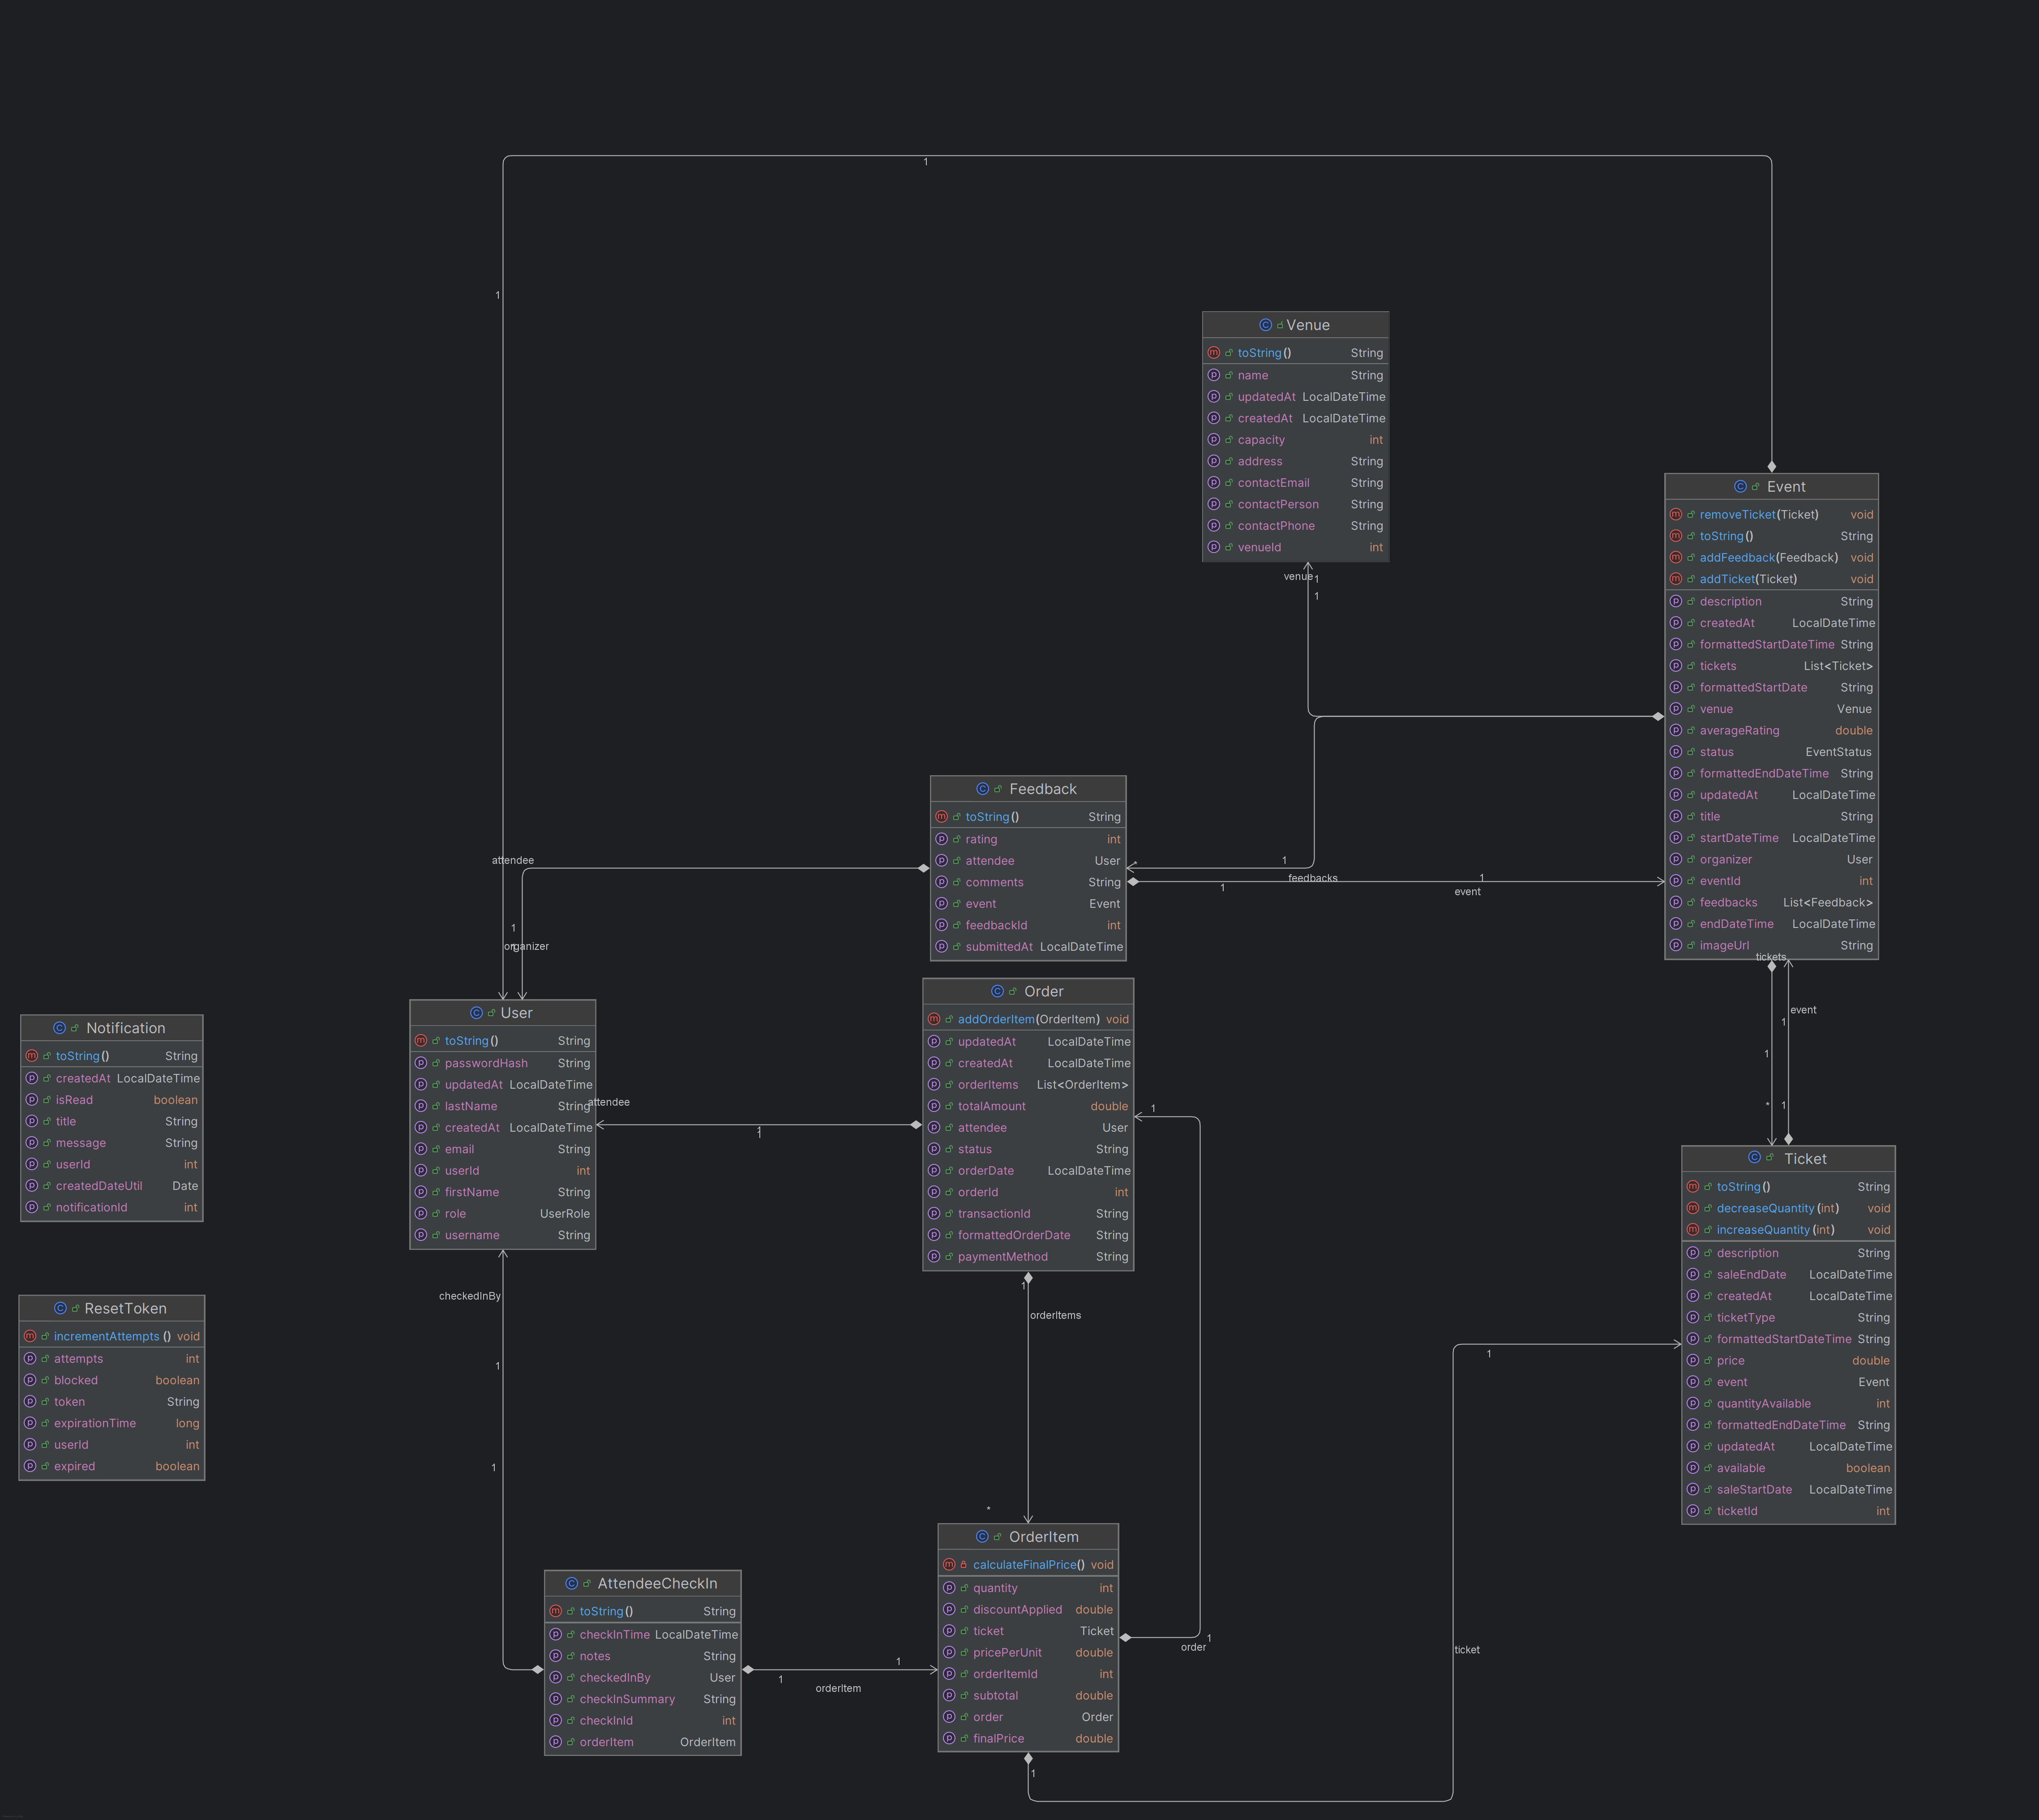 1
1
Venue
toString() String
name String
updatedAt LocalDateTime
createdAt LocalDateTime
capacity int
address String
contactEmail String
contactPerson String
contactPhone String
venueId int
venue 1
1
Event
removeTicket(Ticket) void
toString() String
addFeedback(Feedback) void
addTicket(Ticket) void
description String
createdAt LocalDateTime
formattedStartDateTime String
tickets List<Ticket>
formattedStartDate String
venue Venue
averageRating double
status EventStatus
formattedEndDateTime String
updatedAt LocalDateTime
title String
startDateTime LocalDateTime
organizer User
eventId int
feedbacks List<Feedback>
endDateTime LocalDateTime
imageUrl String
tickets
Feedback
toString() String
rating int
attendee User
comments String
event Event
feedbackId int
submittedAt LocalDateTime
attendee
*
1
feedbacks
1
1
event
1
organizer
event
1
1
1
*
User
toString() String
passwordHash String
updatedAt LocalDateTime
lastName String
createdAt LocalDateTime
email String
userId int
firstName String
role UserRole
username String
attendee
1
1
Order
addOrderItem(OrderItem) void
updatedAt LocalDateTime
createdAt LocalDateTime
orderItems List<OrderItem>
totalAmount double
attendee User
status String
orderDate LocalDateTime
orderId int
transactionId String
formattedOrderDate String
paymentMethod String
1
1
orderItems
*
Notification
toString() String
createdAt LocalDateTime
isRead boolean
title String
message String
userId int
createdDateUtil Date
notificationId int
ResetToken
incrementAttempts() void
attempts int
blocked boolean
token String
expirationTime long
userId int
expired boolean
checkedInBy
1
1
Ticket
toString() String
decreaseQuantity(int) void
increaseQuantity(int) void
description String
saleEndDate LocalDateTime
createdAt LocalDateTime
ticketType String
formattedStartDateTime String
price double
event Event
quantityAvailable int
formattedEndDateTime String
updatedAt LocalDateTime
available boolean
saleStartDate LocalDateTime
ticketId int
1
ticket
AttendeeCheckIn
toString() String
checkInTime LocalDateTime
notes String
checkedInBy User
checkInSummary String
checkInId int
orderItem OrderItem
1
1
orderItem
OrderItem
calculateFinalPrice() void
quantity int
discountApplied double
ticket Ticket
pricePerUnit double
orderItemId int
subtotal double
order Order
finalPrice double
1
order
1